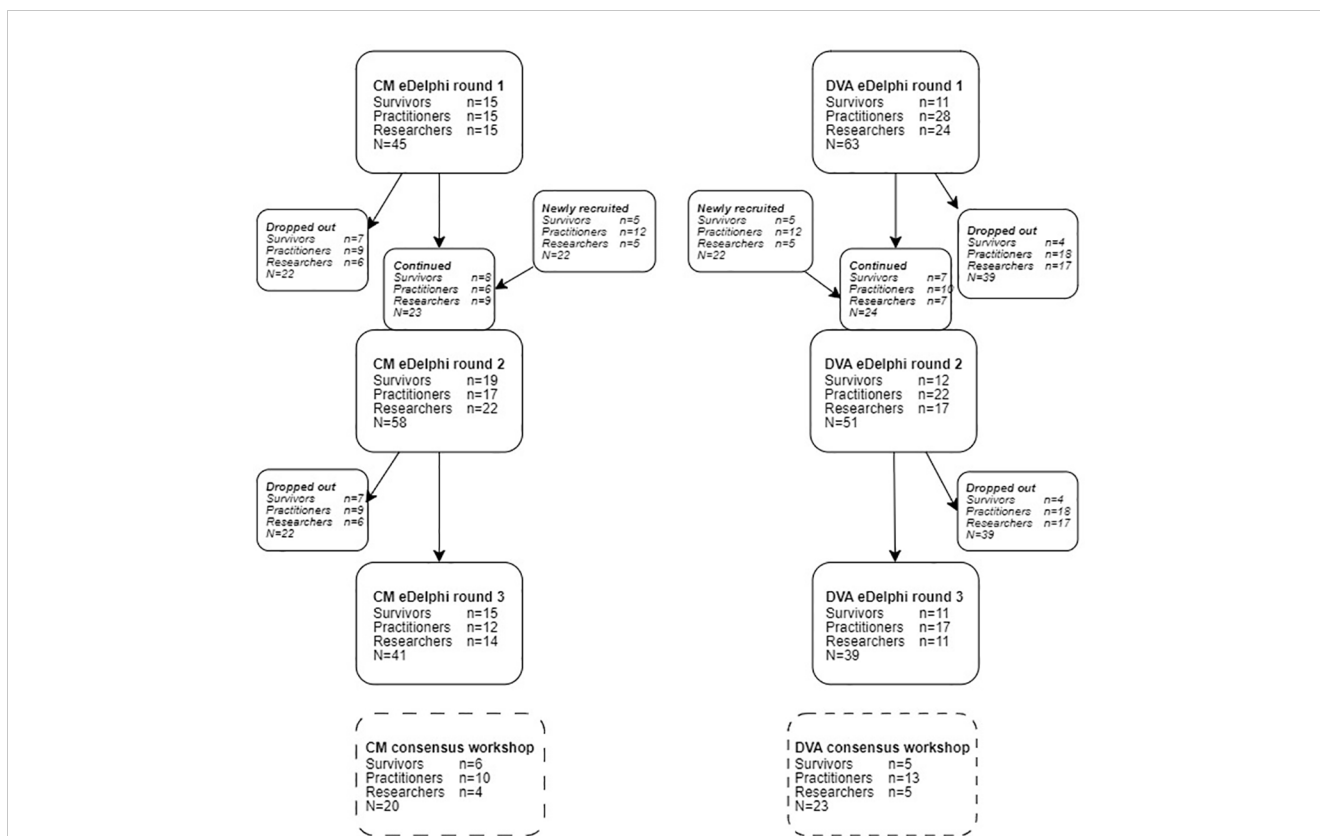 CM eDelphi round 1
Survivors n=15
Practitioners n=15
Researchers n=15
N=45
DVA eDelphi round 1
Survivors n=11
Practitioners n=28
Researchers n=24
N=63
Dropped out
Survivors n=7
Practitioners n=9
Researchers n=6
N=22
Newly recruited
Survivors n=5
Practitioners n=12
Researchers n=5
N=22
Newly recruited
Survivors n=5
Practitioners n=12
Researchers n=5
N=22
Dropped out
Survivors n=4
Practitioners n=18
Researchers n=17
N=39
Continued
Survivors n=8
Practitioners n=6
Researchers n=9
N=23
Continued
Survivors n=7
Practitioners n=10
Researchers n=7
N=24
CM eDelphi round 2
Survivors n=19
Practitioners n=17
Researchers n=22
N=58
DVA eDelphi round 2
Survivors n=12
Practitioners n=22
Researchers n=17
N=51
Dropped out
Survivors n=7
Practitioners n=9
Researchers n=6
N=22
Dropped out
Survivors n=4
Practitioners n=18
Researchers n=17
N=39
CM eDelphi round 3
Survivors n=15
Practitioners n=12
Researchers n=14
N=41
DVA eDelphi round 3
Survivors n=11
Practitioners n=17
Researchers n=11
N=39
CM consensus workshop
Survivors n=6
Practitioners n=10
Researchers n=4
N=20
DVA consensus workshop
Survivors n=5
Practitioners n=13
Researchers n=5
N=23